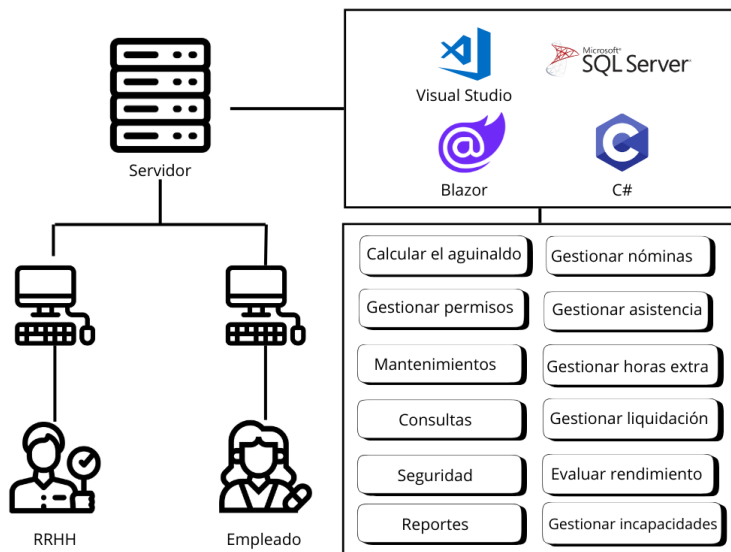 Visual Studio
Microsoft®
SQL Server
Servidor
Blazor
C
C#
Calcular el aguinaldo
Gestionar nóminas
Gestionar permisos
Gestionar asistencia
Mantenimientos
Gestionar horas extra
Consultas
Gestionar liquidación
Seguridad
Evaluar rendimiento
Reportes
Gestionar incapacidades
RRHH
Empleado